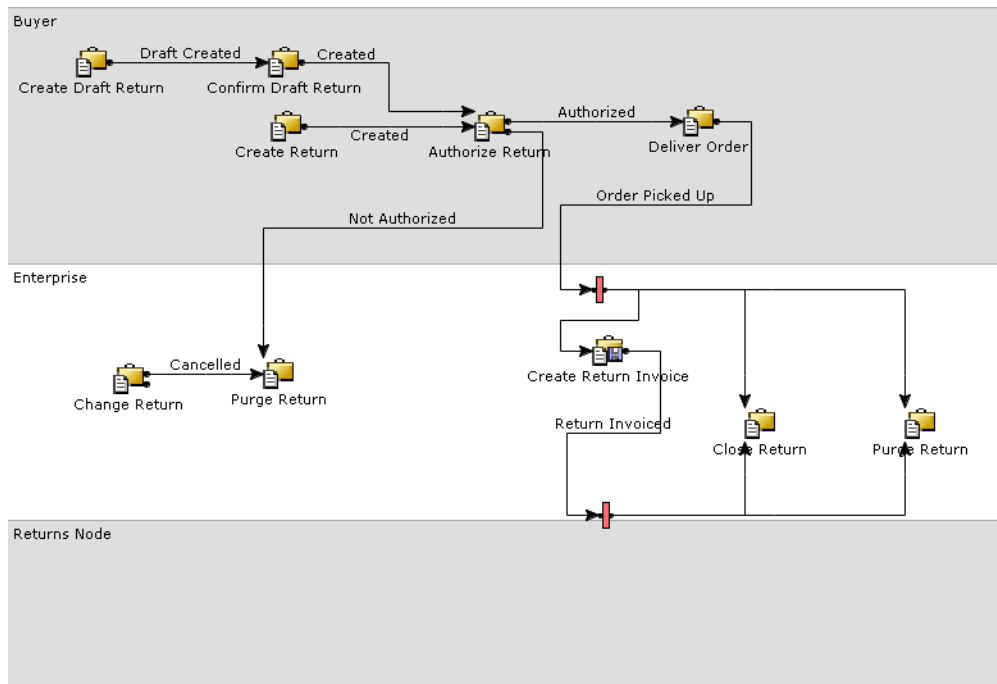 Buyer
Draft Created
Created
Create Draft Return
Confirm Draft Return
Authorized
Created
Create Return
Authorize Return
Deliver Order
Order Picked Up
Not Authorized
Enterprise
Cancelled
Create Return Invoice
Change Return
Purge Return
Return Invoiced
Close Return
Purge Return
Returns Node